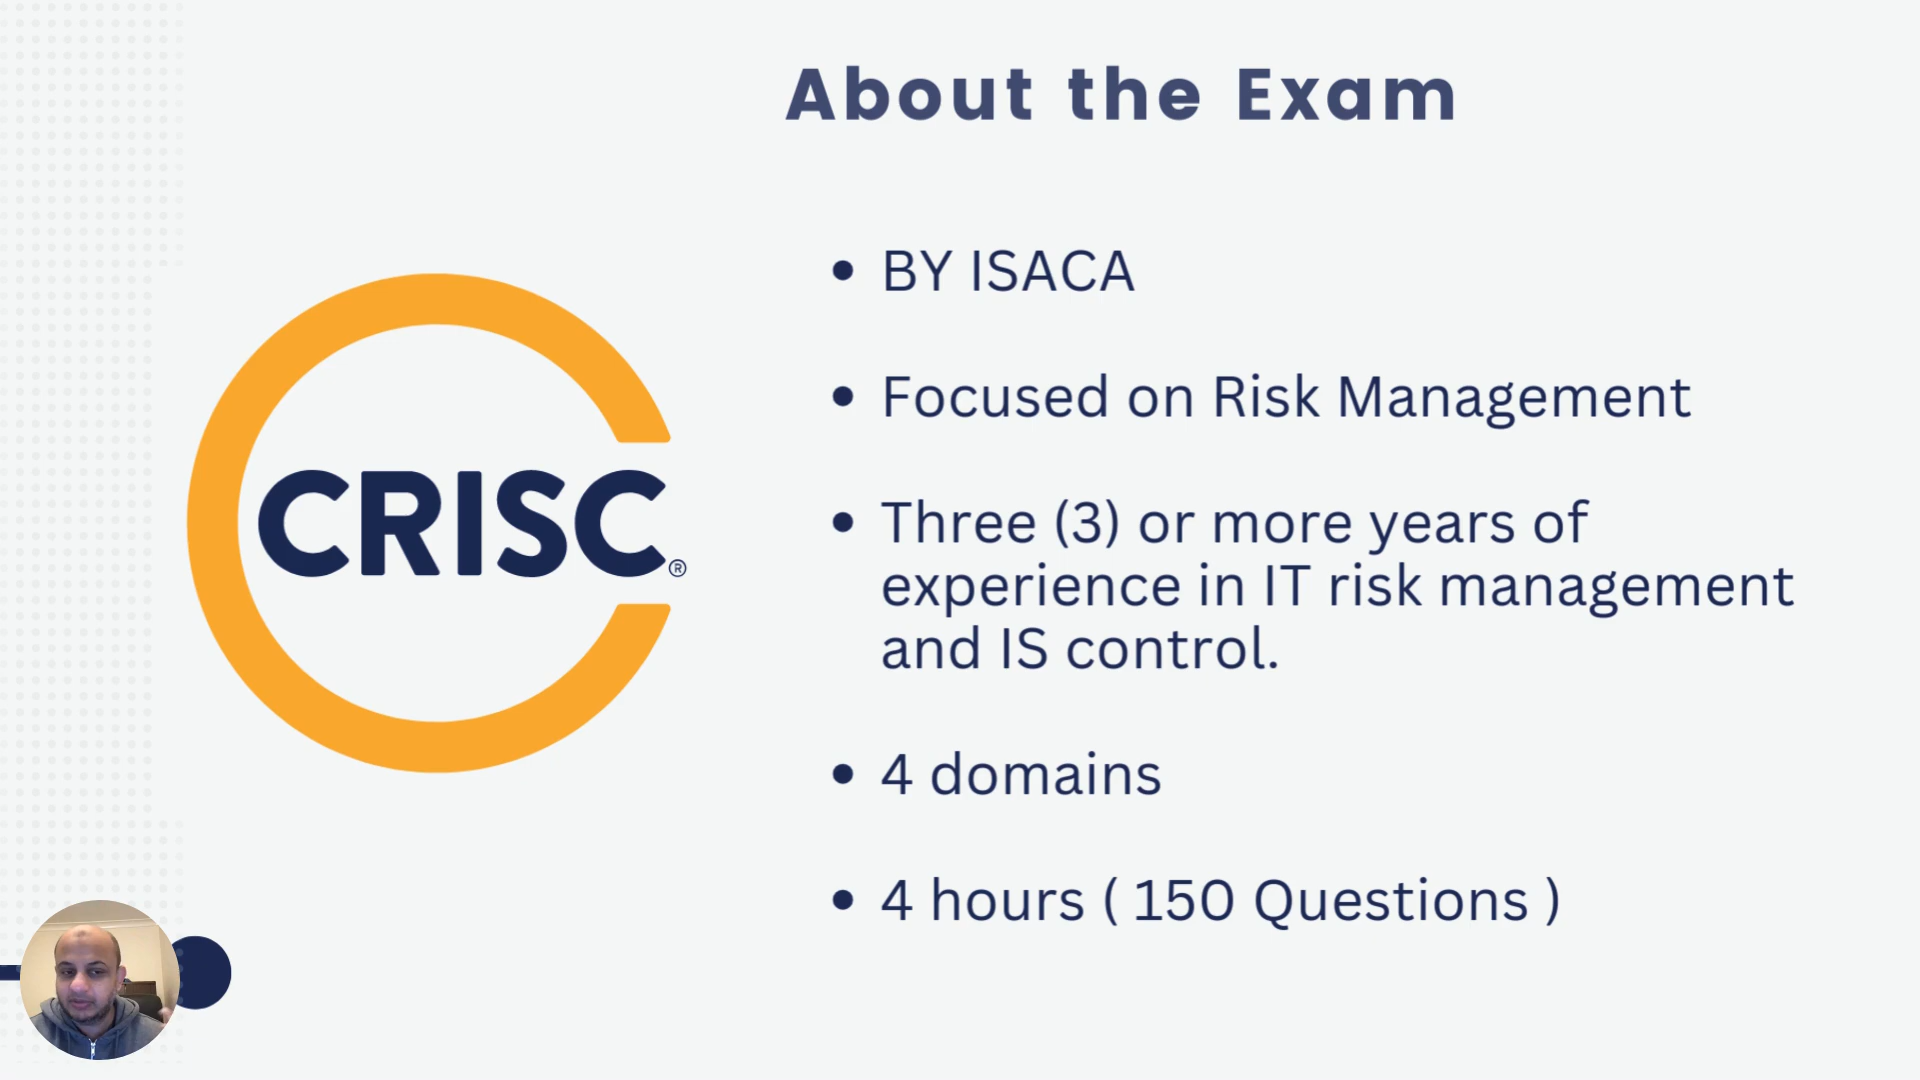 About the Exam
CRISC®
• BY ISACA
• Focused on Risk Management
• Three (3) or more years of
experience in IT risk management
and IS control.
• 4 domains
• 4 hours ( 150 Questions )